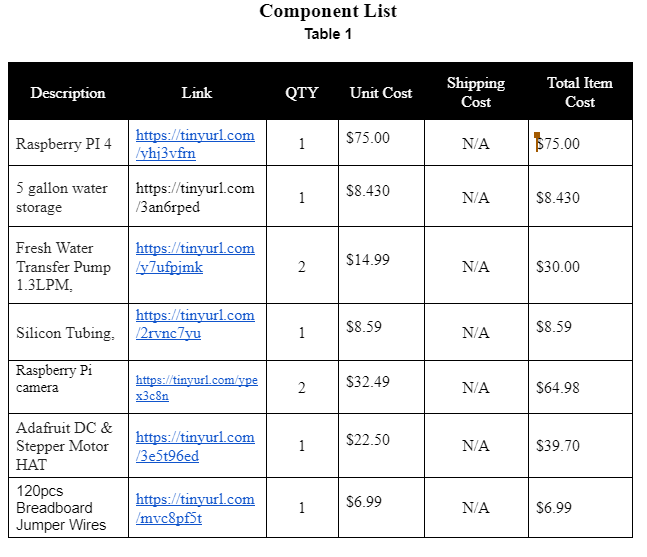 Component List
Table 1
Description Link QTY Unit Cost Shipping Cost Total Item Cost
Raspberry PI 4 https://tinyurl.com/yhj3vfrn 1 $75.00 N/A $75.00
5 gallon water storage https://tinyurl.com/3an6rped 1 $8.430 N/A $8.430
Fresh Water Transfer Pump 1.3LPM, https://tinyurl.com/y7ufpjmk 2 $14.99 N/A $30.00
Silicon Tubing, https://tinyurl.com/2rvnc7yu 1 $8.59 N/A $8.59
Raspberry Pi camera https://tinyurl.com/ypex3c8n 2 $32.49 N/A $64.98
Adafruit DC & Stepper Motor HAT https://tinyurl.com/3e5t96ed 1 $22.50 N/A $39.70
120pcs Breadboard Jumper Wires https://tinyurl.com/mvc8pf5t 1 $6.99 N/A $6.99